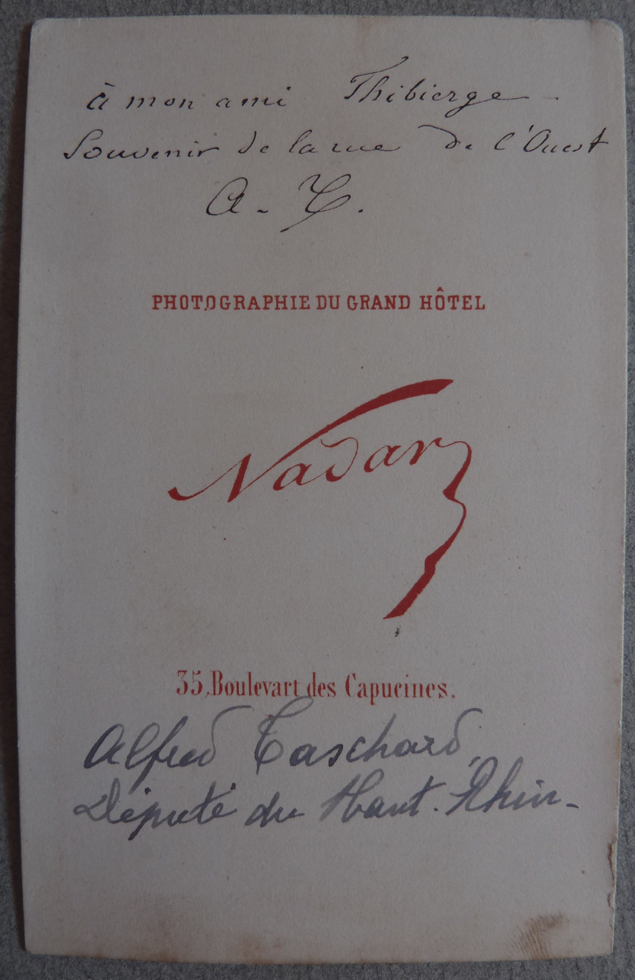 à mon ami Thibierge
Souvenir de la rue de l'Ouest
A. T.
PHOTOGRAPHIE DU GRAND HÔTEL
Nadar
35, Boulevart des Capucines.
Alfred Taschard,
Député du Haut-Rhin-